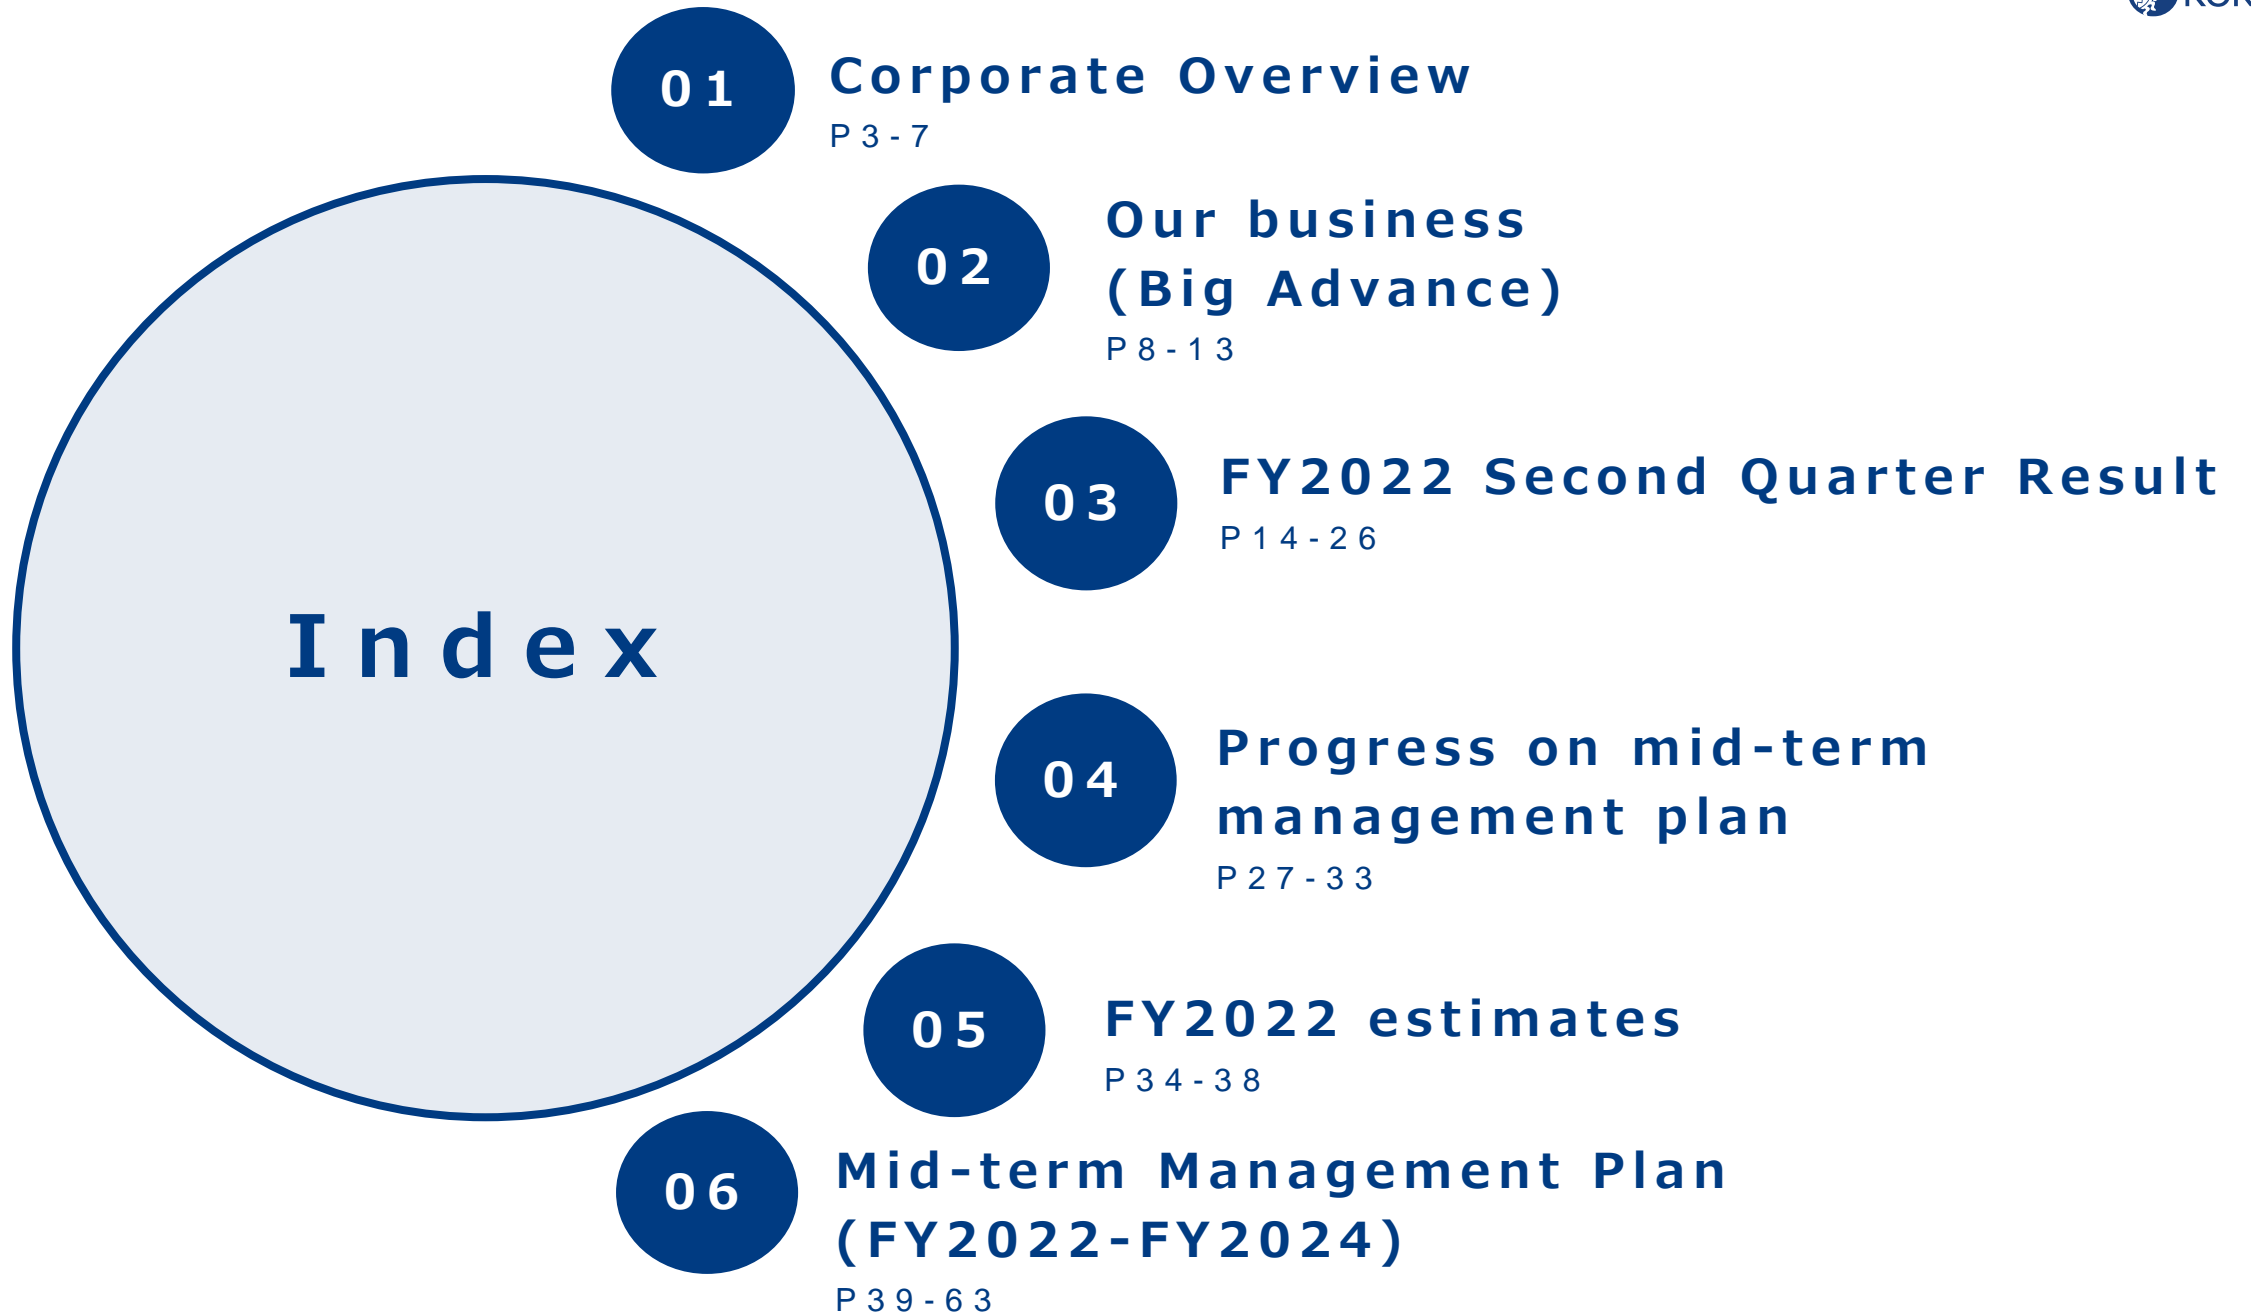 01
Corporate Overview
P3-7
02
Our business
(Big Advance)
P8-13
03
FY2022 Second Quarter Result
P14-26
Index
04
Progress on mid-term
management plan
P27-33
05
FY2022 estimates
P34-38
06
Mid-term Management Plan
(FY2022-FY2024)
P39-63